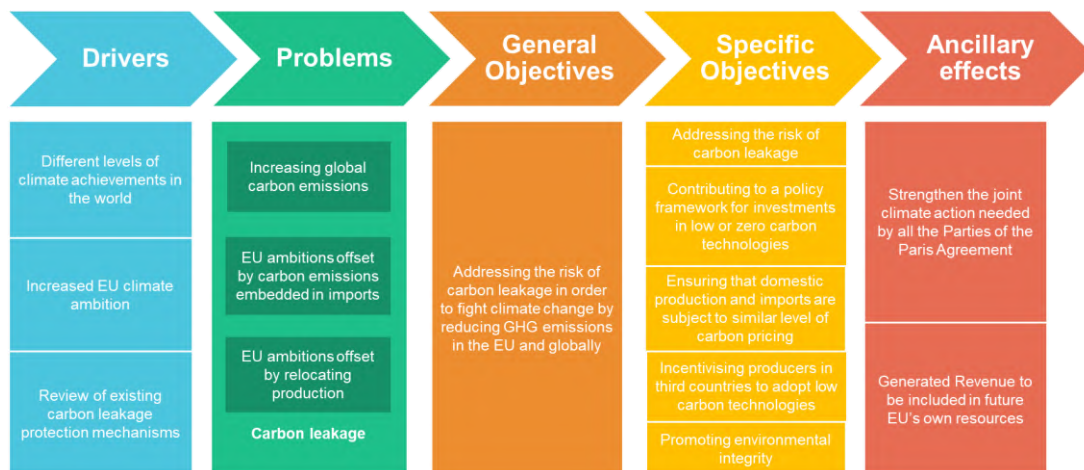 Drivers
Problems
General
Objectives
Specific
Objectives
Ancillary
effects
Different levels of
climate achievements in
the world
Increased EU climate
ambition
Review of existing
carbon leakage
protection mechanisms
Increasing global
carbon emissions
EU ambitions offset
by carbon emissions
embedded in imports
EU ambitions offset
by relocating
production
Carbon leakage
Addressing the risk of
carbon leakage in order
to fight climate change by
reducing GHG emissions
in the EU and globally
Addressing the risk of
carbon leakage
Contributing to a policy
framework for investments
in low or zero carbon
technologies
Ensuring that domestic
production and imports are
subject to similar level of
carbon pricing
Incentivising producers in
third countries to adopt low
carbon technologies
Promoting environmental
integrity
Strengthen the joint
climate action needed
by all the Parties of the
Paris Agreement
Generated Revenue to
be included in future
EU's own resources